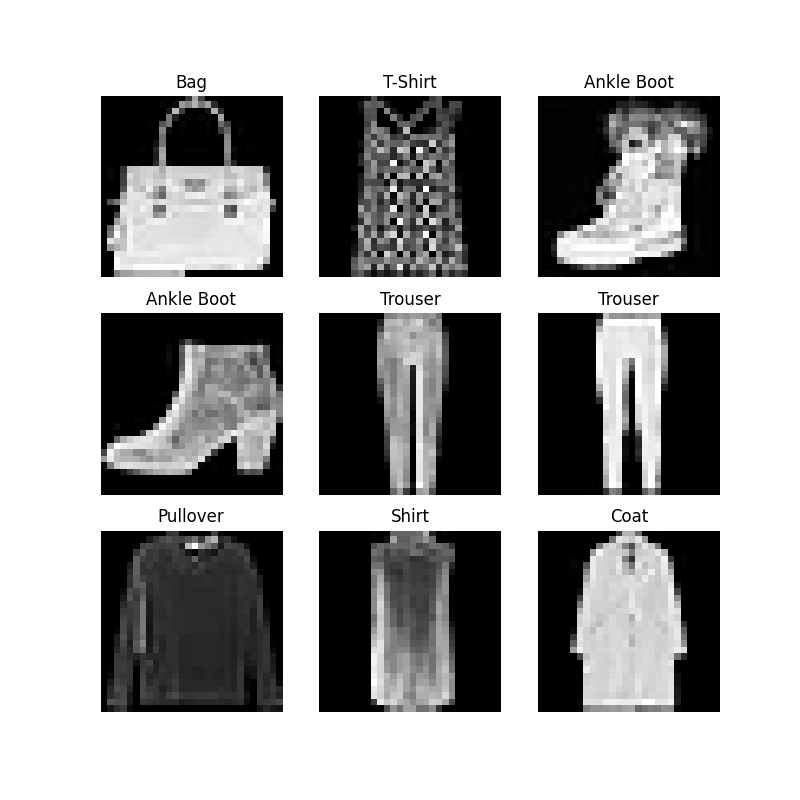 Bag
T-Shirt
Ankle Boot
Ankle Boot
Trouser
Trouser
Pullover
Shirt
Coat